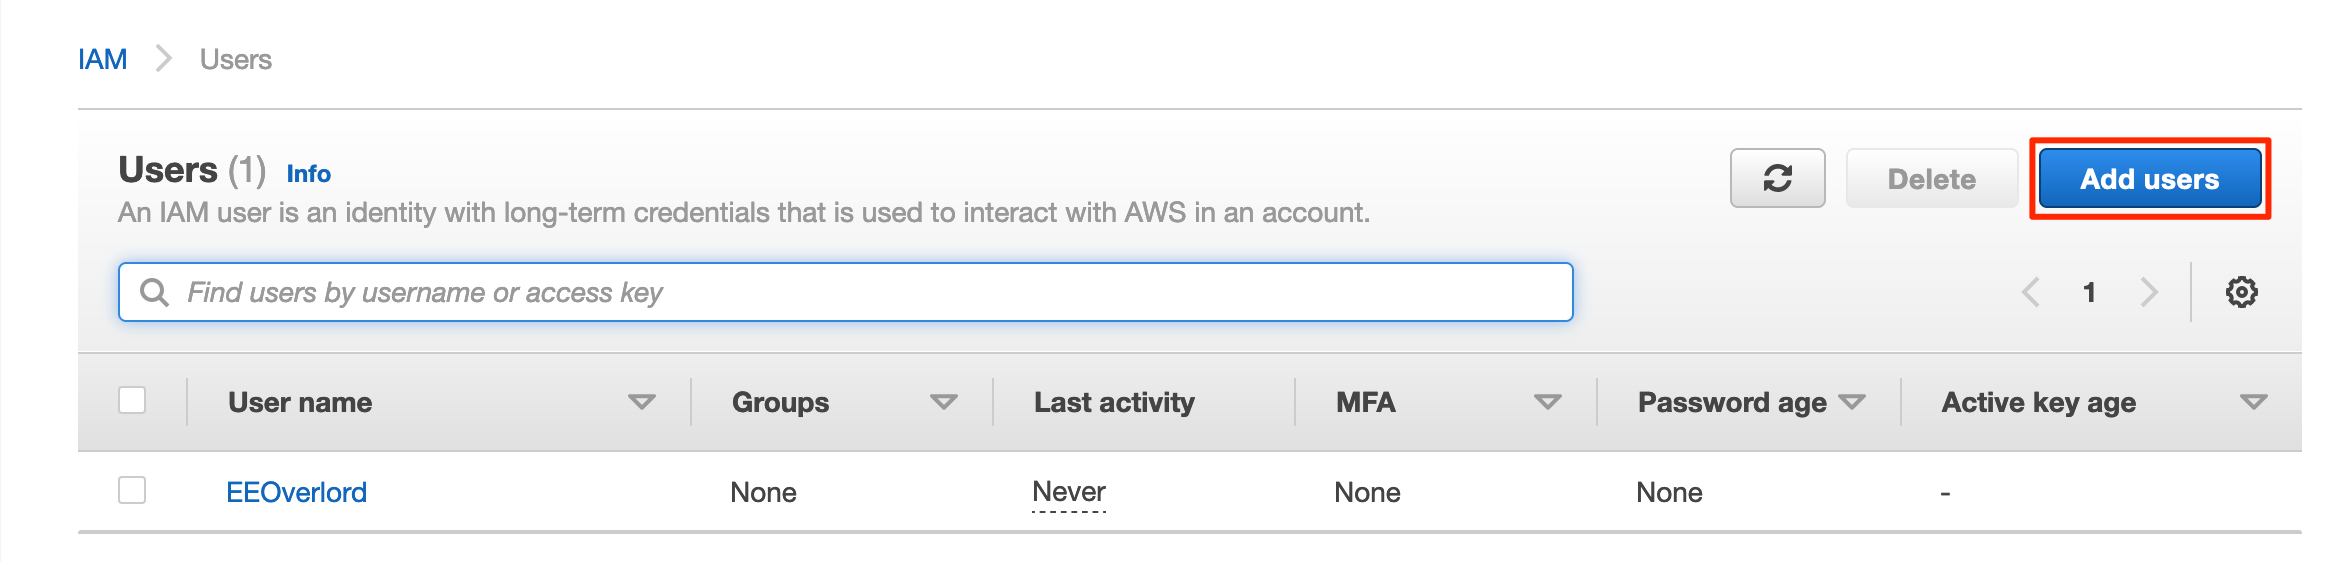 IAM Users
Users (1) Info
An IAM user is an identity with long-term credentials that is used to interact with AWS in an account.
Delete
Add users
Find users by username or access key
1
User name Groups Last activity MFA Password age Active key age
EEOverlord None Never None None -